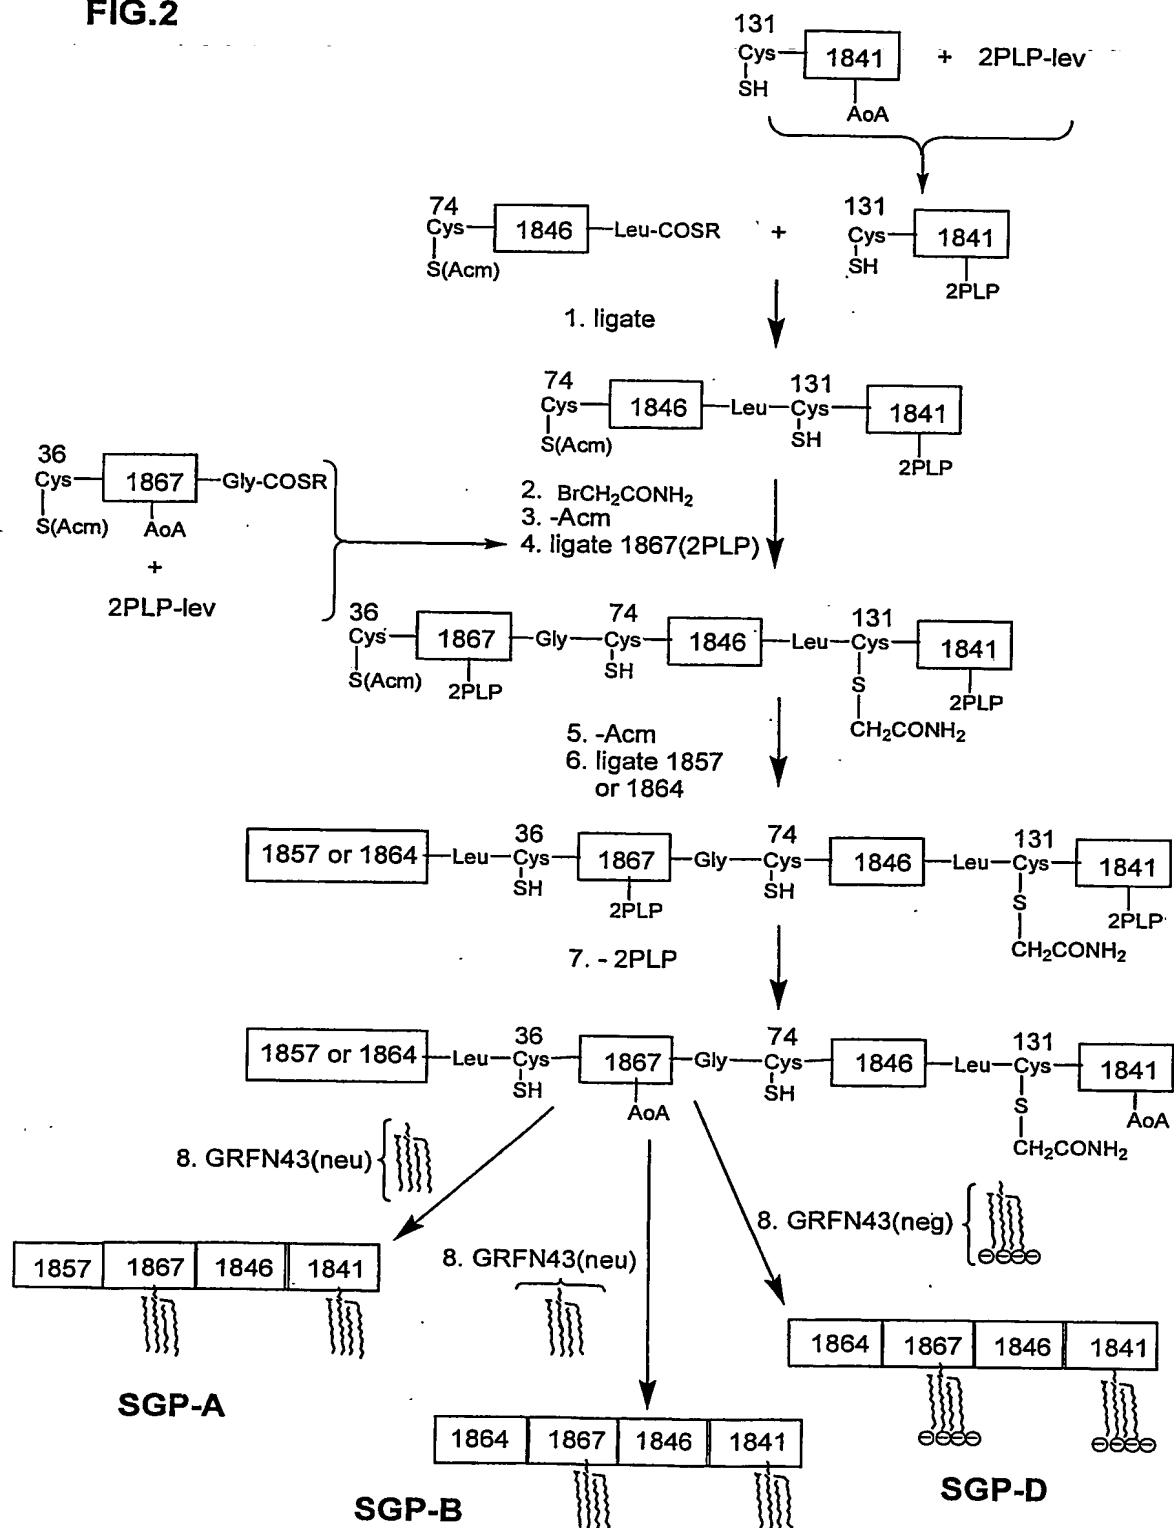 FIG.2
131
Cys
1841
+
2PLP-lev
SH
AoA
74
Cys
1846
Leu-COSR
+
131
Cys
1841
S(Acm)
SH
2PLP
1. ligate
74
Cys
1846
Leu
131
Cys
1841
S(Acm)
SH
2PLP
36
Cys
1867
Gly-COSR
S(Acm)
AoA
+
2PLP-lev
2. BrCH₂CONH₂
3. -Acm
4. ligate 1867(2PLP)
36
Cys
1867
Gly
74
Cys
1846
Leu
131
Cys
1841
S(Acm)
2PLP
SH
S
2PLP
CH₂CONH₂
5. -Acm
6. ligate 1857
or 1864
1857 or 1864
Leu
36
Cys
1867
Gly
74
Cys
1846
Leu
131
Cys
1841
SH
2PLP
SH
S
2PLP
CH₂CONH₂
7. - 2PLP
1857 or 1864
Leu
36
Cys
1867
Gly
74
Cys
1846
Leu
131
Cys
1841
SH
AoA
SH
S
AoA
CH₂CONH₂
8. GRFN43(neu)
8. GRFN43(neu)
8. GRFN43(neg)
1857 1867 1846 1841
SGP-A
1864 1867 1846 1841
SGP-B
1864 1867 1846 1841
SGP-D